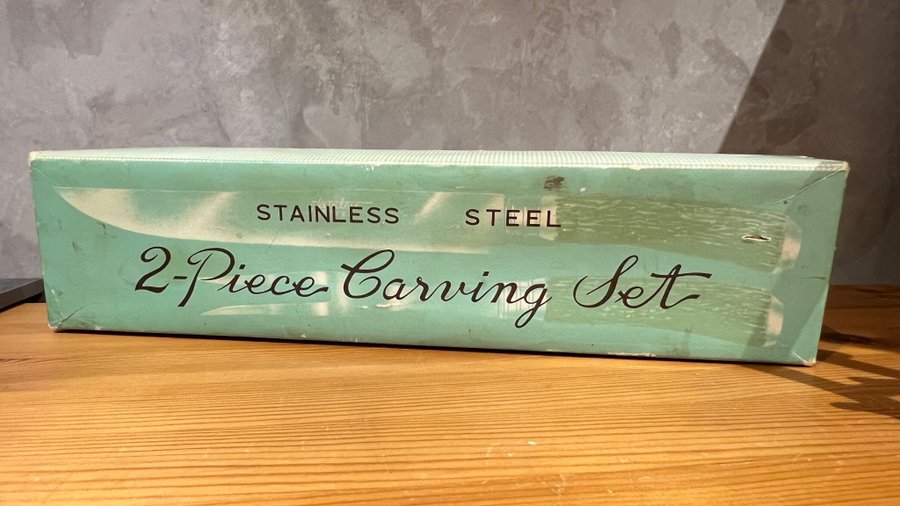 STAINLESS STEEL
2-Piece Carving Set